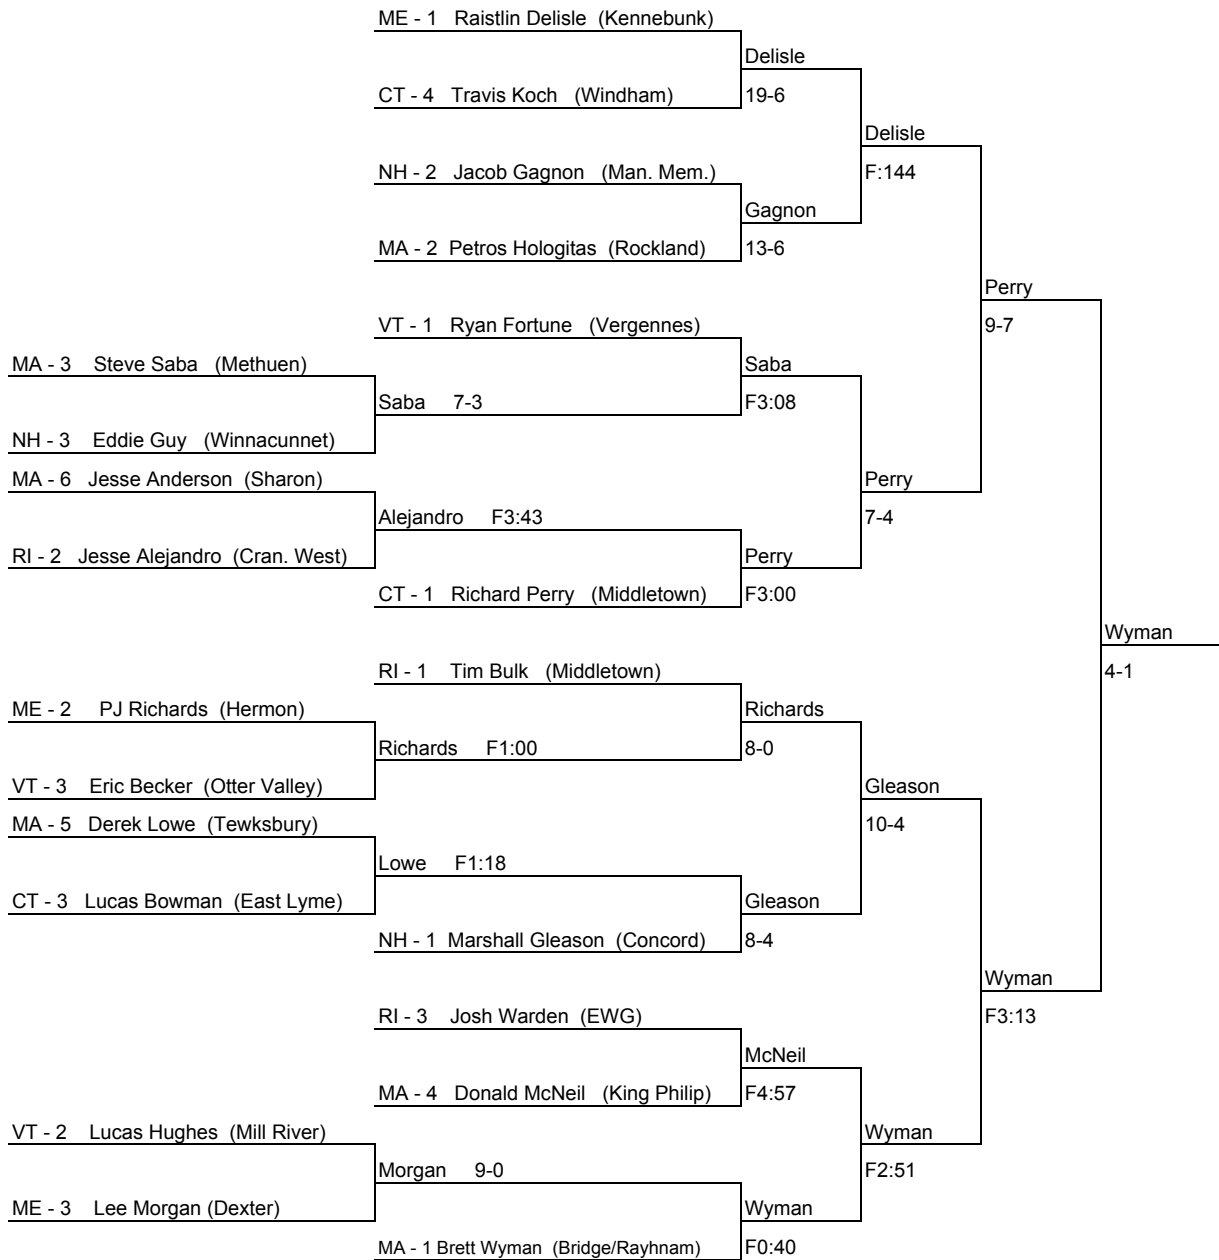 ME - 1 Raistlin Delisle (Kennebunk)
Delisle
CT - 4 Travis Koch (Windham)
19-6
Delisle
NH - 2 Jacob Gagnon (Man. Mem.)
F:144
Gagnon
MA - 2 Petros Hologitas (Rockland)
13-6
Perry
VT - 1 Ryan Fortune (Vergennes)
9-7
MA - 3 Steve Saba (Methuen)
Saba
Saba 7-3
F3:08
NH - 3 Eddie Guy (Winnacunnet)
MA - 6 Jesse Anderson (Sharon)
Perry
Alejandro F3:43
7-4
RI - 2 Jesse Alejandro (Cran. West)
Perry
CT - 1 Richard Perry (Middletown)
F3:00
Wyman
RI - 1 Tim Bulk (Middletown)
4-1
ME - 2 PJ Richards (Hermon)
Richards
Richards F1:00
8-0
VT - 3 Eric Becker (Otter Valley)
Gleason
MA - 5 Derek Lowe (Tewksbury)
10-4
Lowe F1:18
CT - 3 Lucas Bowman (East Lyme)
Gleason
NH - 1 Marshall Gleason (Concord)
8-4
Wyman
RI - 3 Josh Warden (EWG)
F3:13
McNeil
MA - 4 Donald McNeil (King Philip)
F4:57
VT - 2 Lucas Hughes (Mill River)
Wyman
Morgan 9-0
F2:51
ME - 3 Lee Morgan (Dexter)
Wyman
MA - 1 Brett Wyman (Bridge/Rayhnam)
F0:40